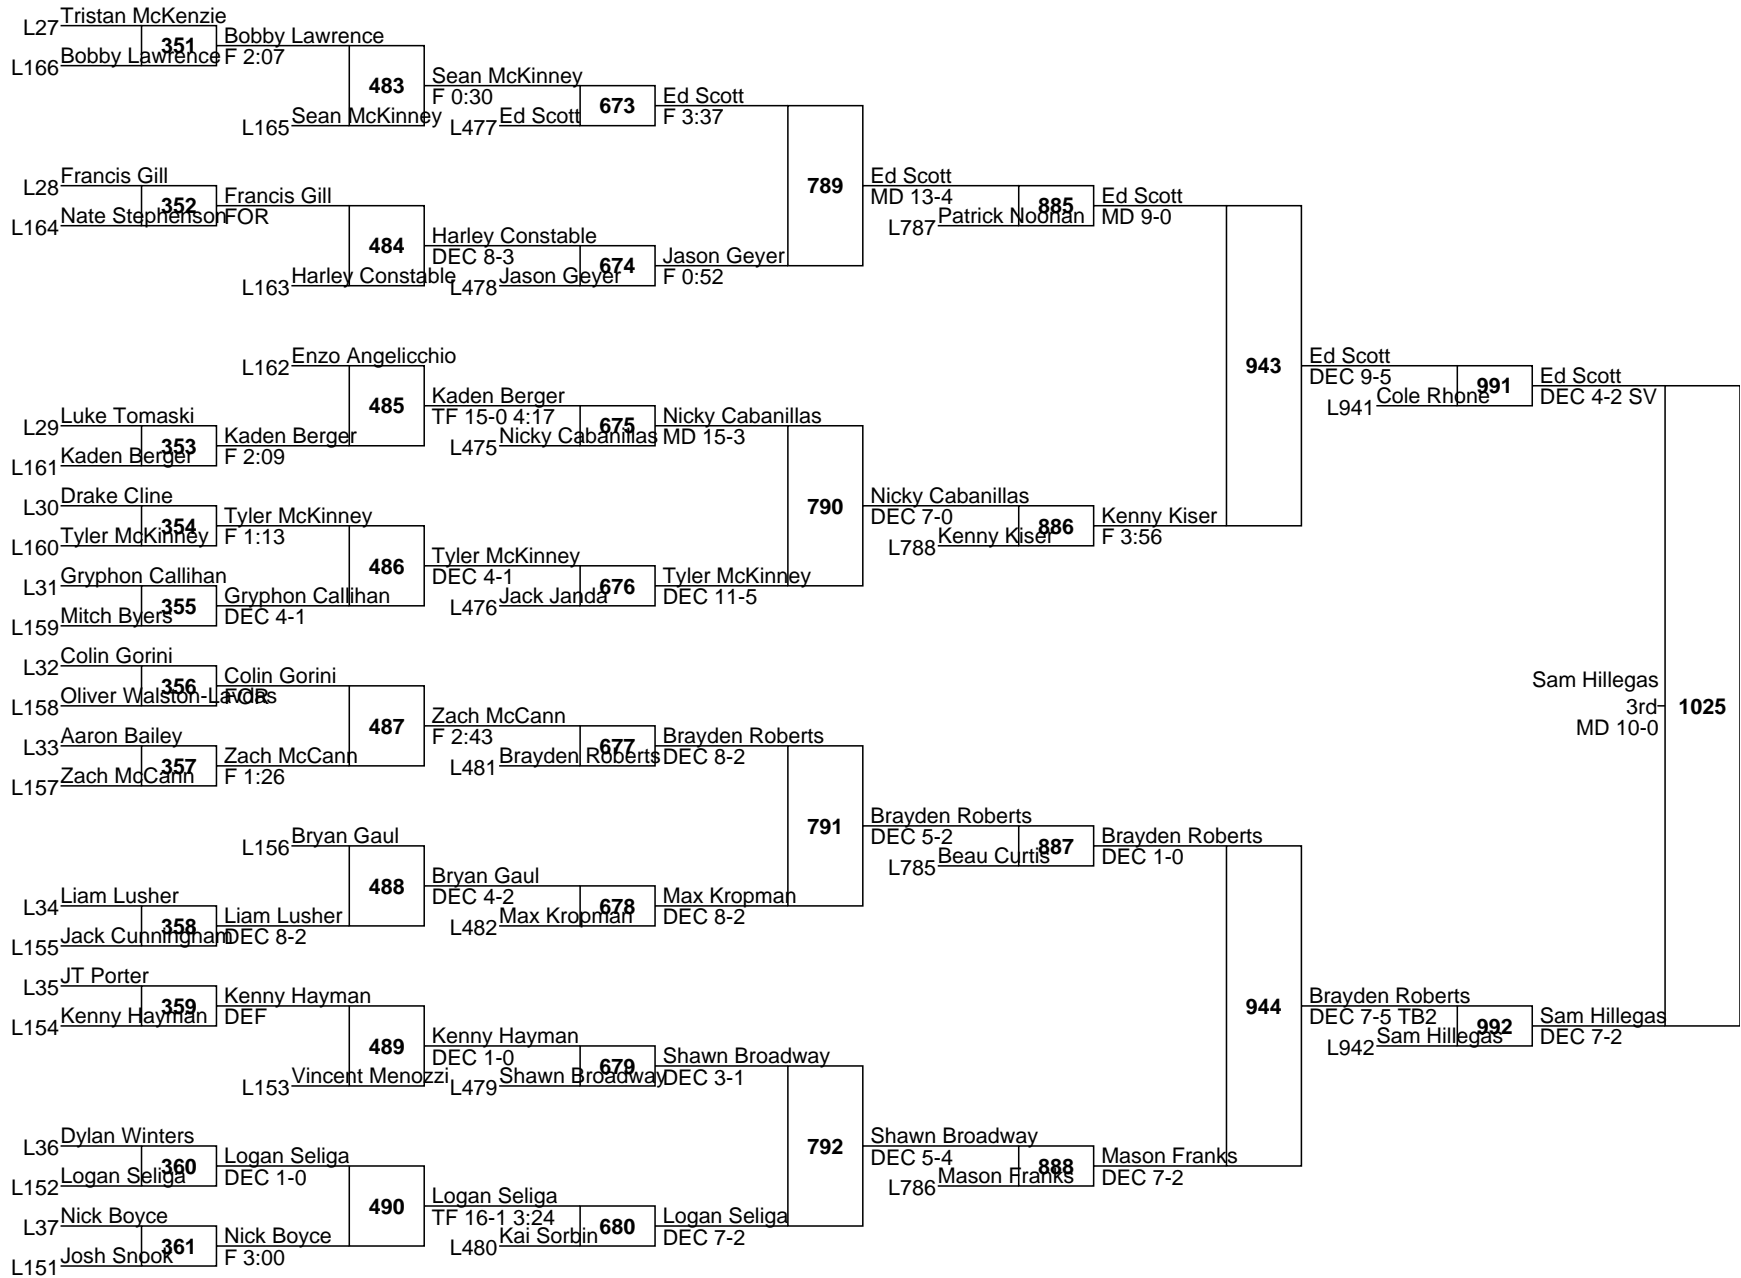 Tristan McKenzie
L27
351
Bobby Lawrence
L166
Bobby Lawrence
F 2:07
483
L165
Sean McKinney
Sean McKinney
F 0:30
L477
Ed Scott
673
Ed Scott
F 3:37
L28
Francis Gill
352
L164
Nate Stephenson
Francis Gill
FOR
484
L163
Harley Constable
Harley Constable
DEC 8-3
L478
Jason Geyer
674
Jason Geyer
F 0:52
789
Ed Scott
MD 13-4
L787
Patrick Noonan
885
Ed Scott
MD 9-0
L162
Enzo Angelicchio
485
L29
Luke Tomaski
353
L161
Kaden Berger
Kaden Berger
F 2:09
Kaden Berger
TF 15-0 4:17
L475
Nicky Cabanillas
675
Nicky Cabanillas
MD 15-3
L30
Drake Cline
354
L160
Tyler McKinney
Tyler McKinney
F 1:13
486
L31
Gryphon Callihan
355
L159
Mitch Byers
Gryphon Callihan
DEC 4-1
Tyler McKinney
DEC 4-1
L476
Jack Janda
676
Tyler McKinney
DEC 11-5
790
Nicky Cabanillas
DEC 7-0
L788
Kenny Kiser
886
Kenny Kiser
F 3:56
943
Ed Scott
DEC 9-5
L941
Cole Rhone
991
Ed Scott
DEC 4-2 SV
L32
Colin Gorini
356
L158
Oliver Walston-Lavdas
Colin Gorini
FOR
487
L33
Aaron Bailey
357
L157
Zach McCann
Zach McCann
F 1:26
Zach McCann
F 2:43
L481
Brayden Roberts
677
Brayden Roberts
DEC 8-2
L156
Bryan Gaul
488
L34
Liam Lusher
358
L155
Jack Cunningham
Liam Lusher
DEC 8-2
Bryan Gaul
DEC 4-2
L482
Max Kropman
678
Max Kropman
DEC 8-2
791
Brayden Roberts
DEC 5-2
L785
Beau Curtis
887
Brayden Roberts
DEC 1-0
L35
JT Porter
359
L154
Kenny Hayman
Kenny Hayman
DEF
489
L153
Vincent Menozzi
Kenny Hayman
DEC 1-0
L479
Shawn Broadway
679
Shawn Broadway
DEC 3-1
L36
Dylan Winters
360
L152
Logan Seliga
Logan Seliga
DEC 1-0
490
L37
Nick Boyce
361
L151
Josh Snook
Nick Boyce
F 3:00
Logan Seliga
TF 16-1 3:24
L480
Kai Sorbin
680
Logan Seliga
DEC 7-2
792
Shawn Broadway
DEC 5-4
L786
Mason Franks
888
Mason Franks
DEC 7-2
944
Brayden Roberts
DEC 7-5 TB2
L942
Sam Hillegas
992
Sam Hillegas
DEC 7-2
Sam Hillegas
3rd
MD 10-0
1025